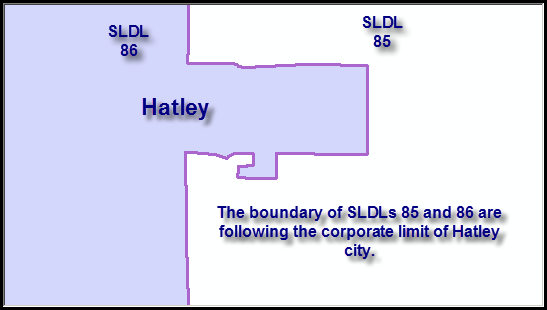 SLDL
86
SLDL
85
Hatley
The boundary of SLDLs 85 and 86 are
following the corporate limit of Hatley
city.